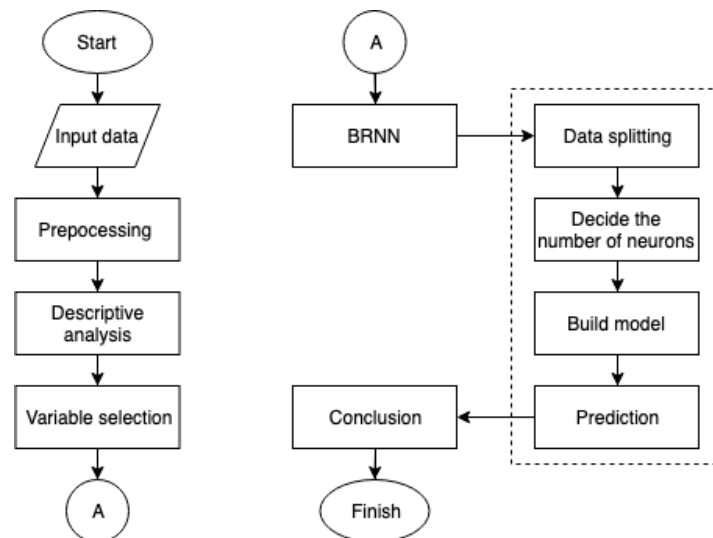 Start
Input data
Prepocessing
Descriptive
analysis
Variable selection
A
A
BRNN
Data splitting
Decide the
number of neurons
Build model
Prediction
Conclusion
Finish